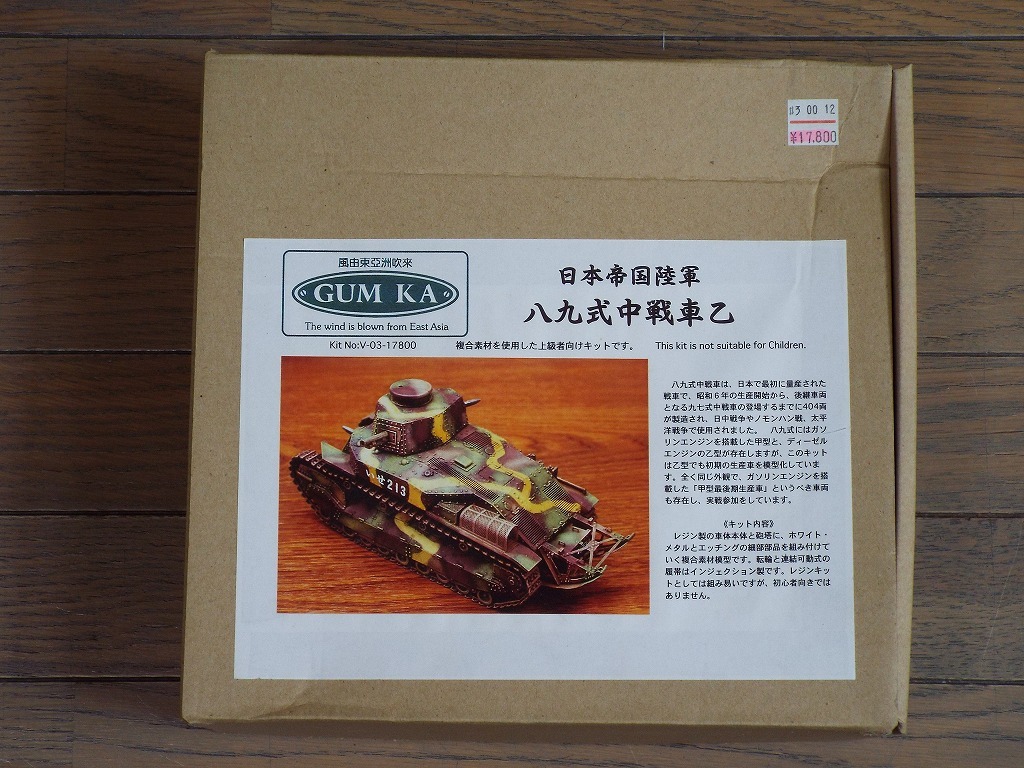 ￥17,800
風由東亞洲吹來
GUM KA
The wind is blown from East Asia
日本帝国陸軍
八九式中戦車乙
Kit No:V-03-17800
複合素材を使用した上級者向けキットです。
This kit is not suitable for Children.
八九式中戦車は、日本で最初に量産された
戦車で、昭和６年の生産開始から、後継車両
となる九七式中戦車の登場するまでに404両
が製造され、日中戦争やノモンハン戦、太平
洋戦争で使用されました。 八九式にはガソ
リンエンジンを搭載した甲型と、ディーゼル
エンジンの乙型が存在しますが、このキット
は乙型でも初期の生産車を模型化していま
す。全く同じ外観で、ガソリンエンジンを搭
載した「甲型最後期生産車」というべき車両
も存在し、実戦参加をしています。
《キット内容》
レジン製の車体本体と砲塔に、ホワイト・
メタルとエッチングの細部部品を組み付けて
いく複合素材模型です。転輪と連結可動式の
履帯はインジェクション製です。レジンキッ
トとしては組み易いですが、初心者向きでは
ありません。
せ213